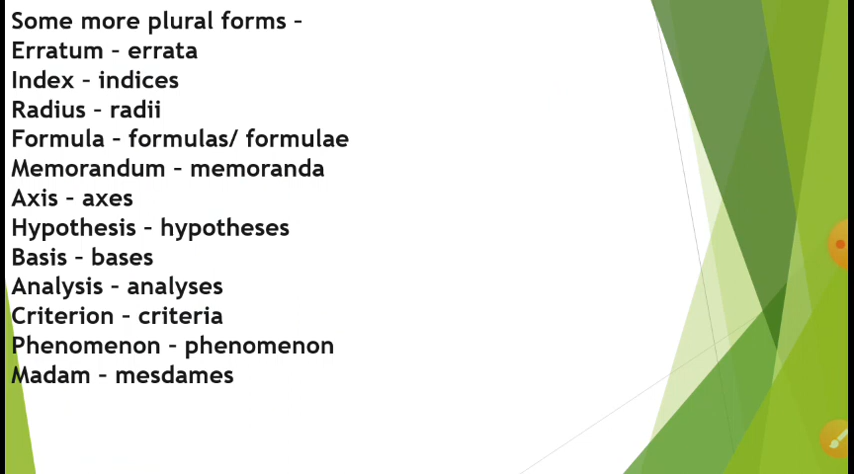 Some more plural forms –
Erratum – errata
Index – indices
Radius – radii
Formula – formulas/ formulae
Memorandum – memoranda
Axis – axes
Hypothesis – hypotheses
Basis – bases
Analysis – analyses
Criterion – criteria
Phenomenon – phenomenon
Madam – mesdames